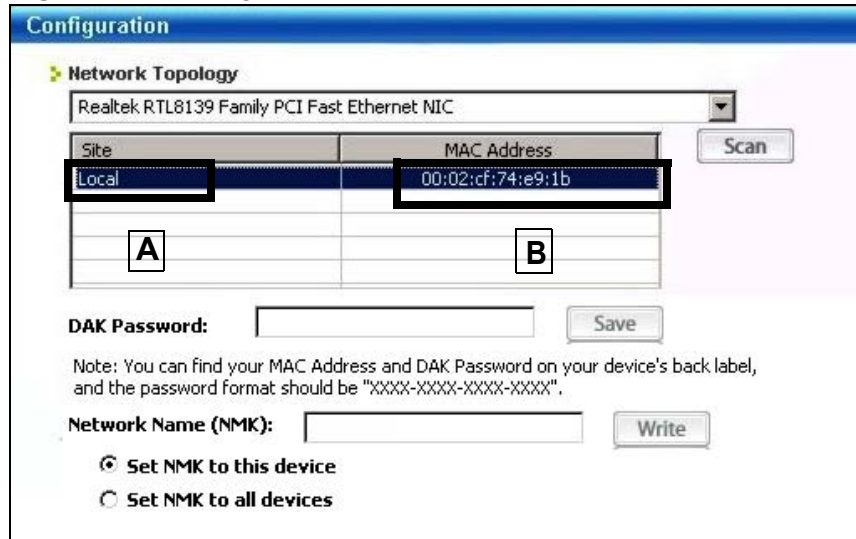 Configuration
Network Topology
Realtek RTL8139 Family PCI Fast Ethernet NIC
Site MAC Address Scan
Local 00:02:cf:74:e9:1b
A B
DAK Password: Save
Note: You can find your MAC Address and DAK Password on your device's back label,
and the password format should be "XXXX-XXXX-XXXX-XXXX".
Network Name (NMK): Write
Set NMK to this device
Set NMK to all devices